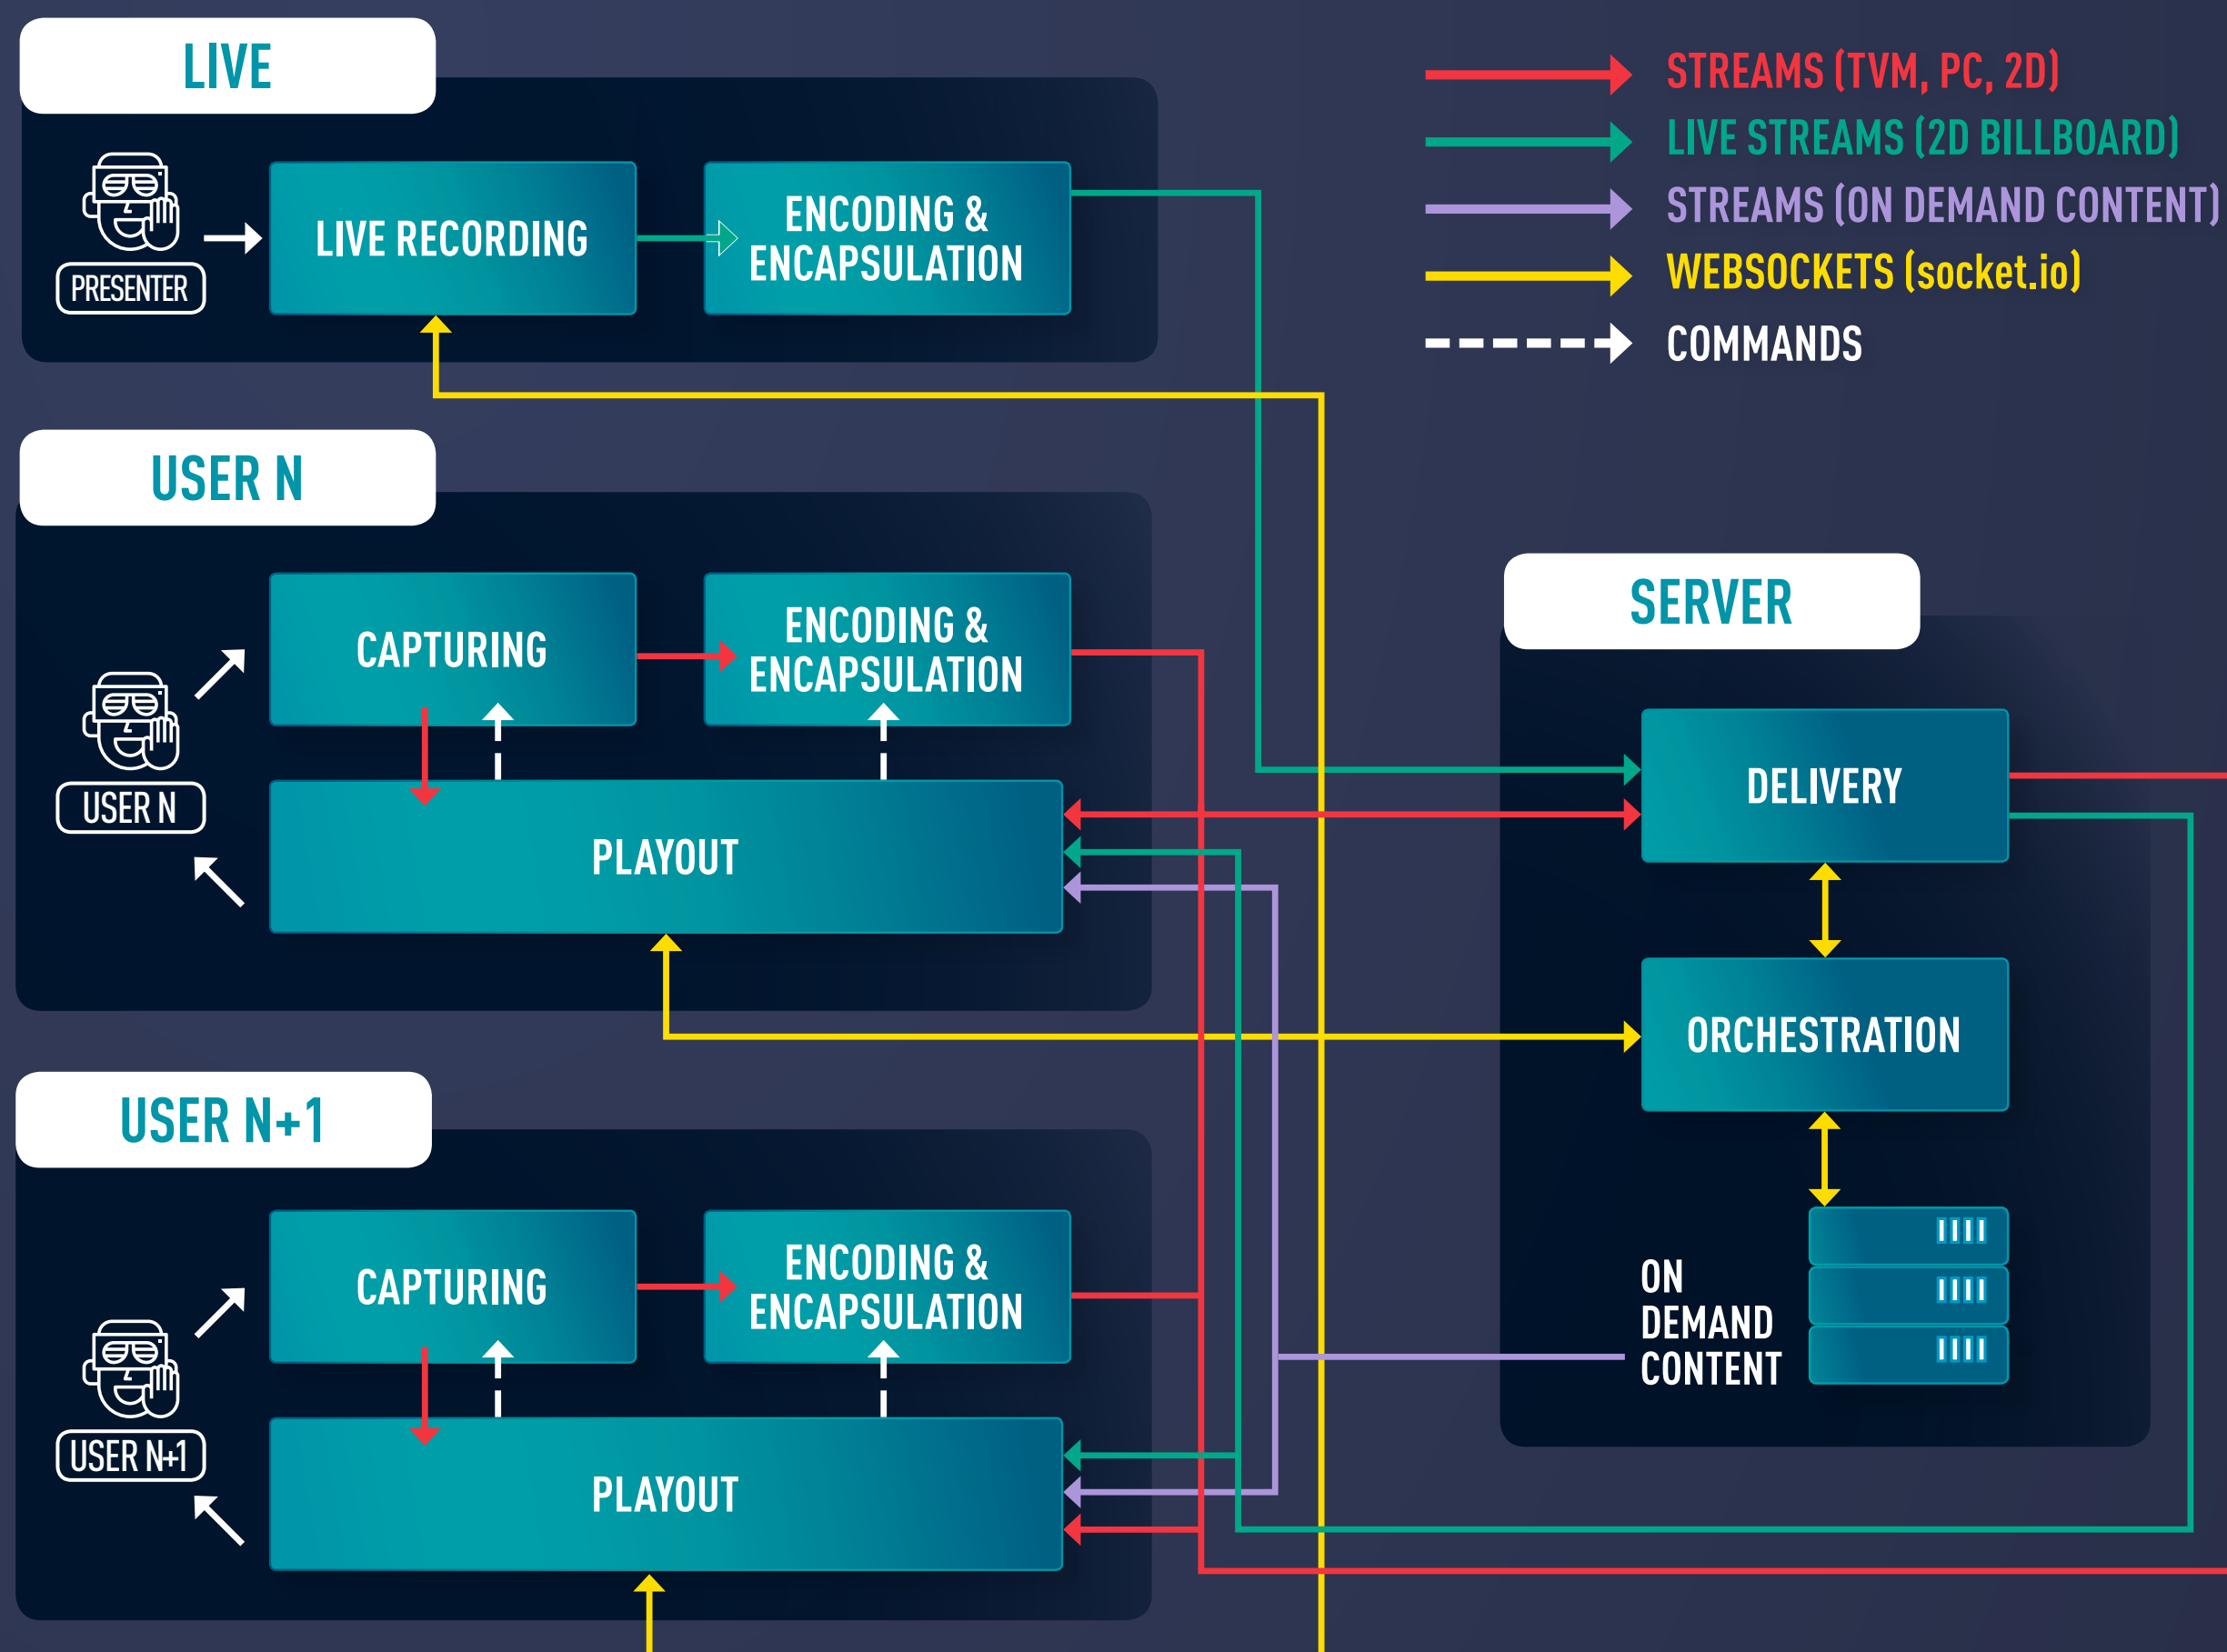 LIVE
PRESENTER
LIVE RECORDING
ENCODING &
ENCAPSULATION
STREAMS (TVM, PC, 2D)
LIVE STREAMS (2D BILLBOARD)
STREAMS (ON DEMAND CONTENT)
WEBSOCKETS (socket.io)
COMMANDS
USER N
USER N
CAPTURING
ENCODING &
ENCAPSULATION
PLAYOUT
SERVER
DELIVERY
ORCHESTRATION
ON
DEMAND
CONTENT
USER N+1
USER N+1
CAPTURING
ENCODING &
ENCAPSULATION
PLAYOUT